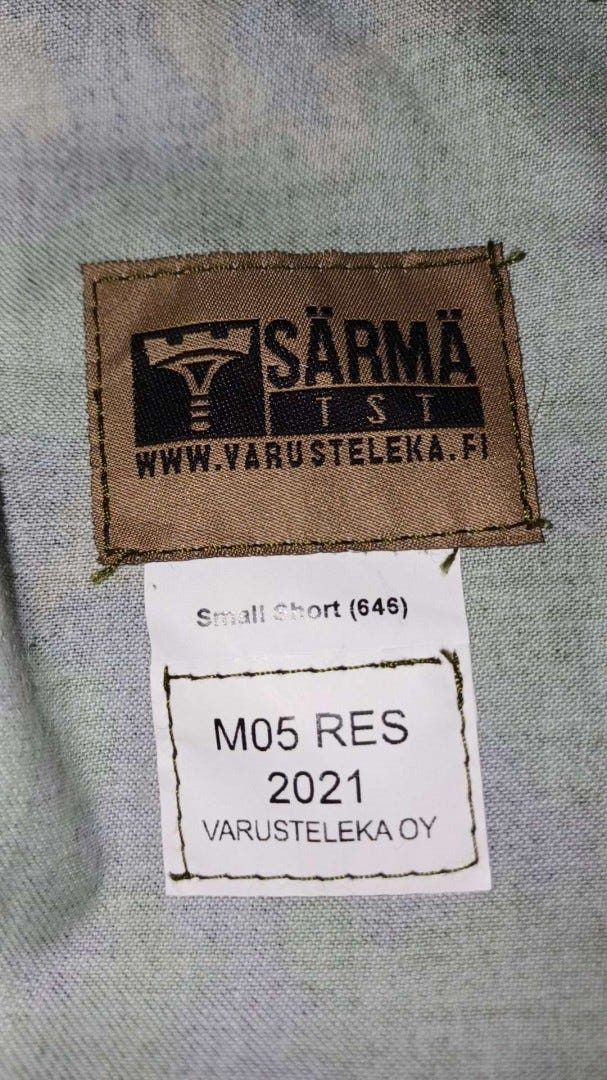 SÄRMÄ
TST
WWW.VARUSTELEKA.FI
Small Short (646)
M05 RES
2021
VARUSTELEKA OY